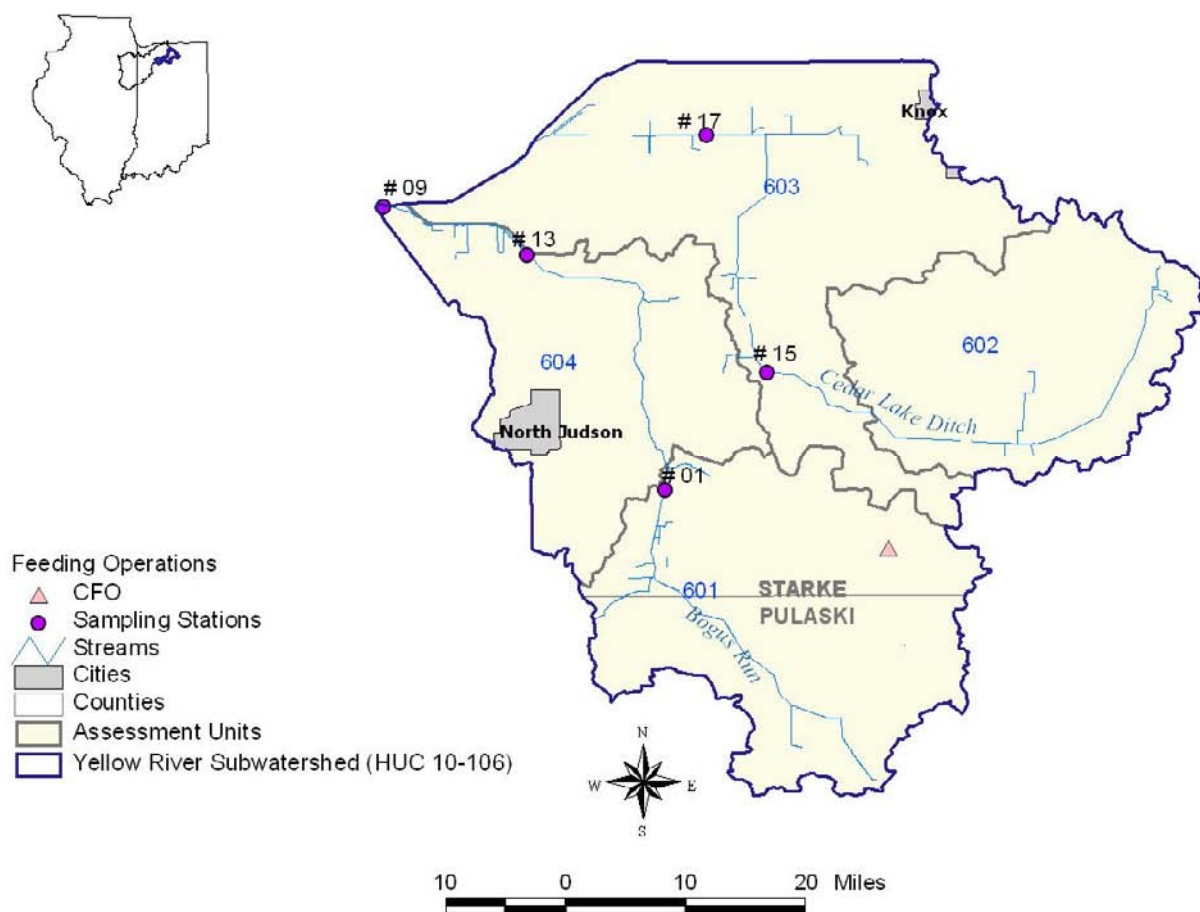 Knox
# 17
603
# 09
# 13
604
# 15
602
Cedar Lake Ditch
North Judson
# 01
601
STARKE
PULASKI
Bogus Run
Feeding Operations
CFO
Sampling Stations
Streams
Cities
Counties
Assessment Units
Yellow River Subwatershed (HUC 10-106)
N
W
E
S
10 0 10 20 Miles